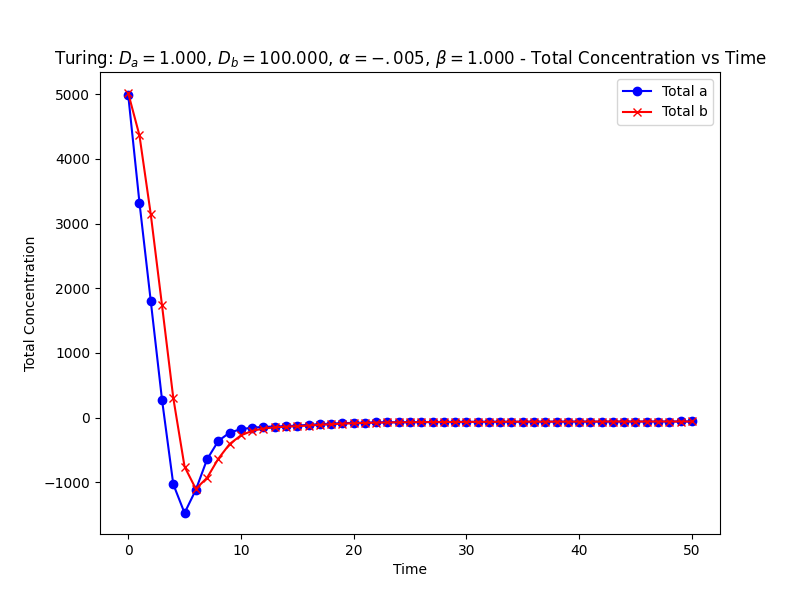 Turing: $D_a = 1.000$, $D_b = 100.000$, $\alpha = -.005$, $\beta = 1.000$ - Total Concentration vs Time
Total a
Total b
Total Concentration
5000
4000
3000
2000
1000
0
−1000
0 10 20 30 40 50
Time